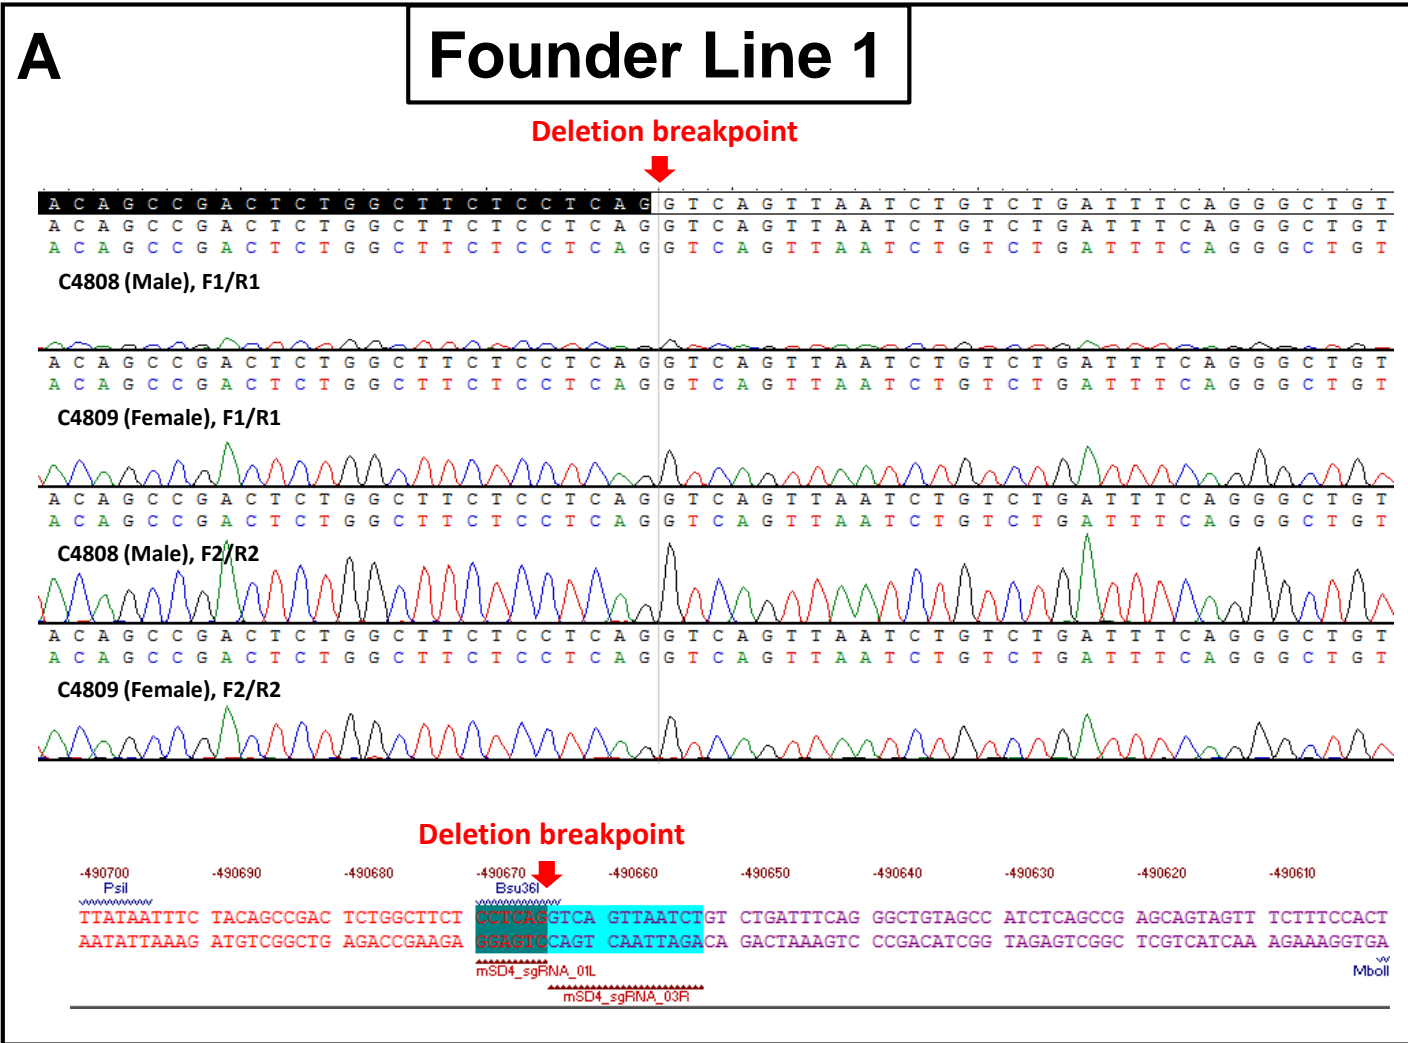 A
Founder Line 1
Deletion breakpoint
A C A G C C G A C T C T G G C T T C T C C T C A G G T C A G T T A A T C T G T C T G A T T T C A G G G C T G T
A C A G C C G A C T C T G G C T T C T C C T C A G G T C A G T T A A T C T G T C T G A T T T C A G G G C T G T
A C A G C C G A C T C T G G C T T C T C C T C A G G T C A G T T A A T C T G T C T G A T T T C A G G G C T G T
C4808 (Male), F1/R1
A C A G C C G A C T C T G G C T T C T C C T C A G G T C A G T T A A T C T G T C T G A T T T C A G G G C T G T
A C A G C C G A C T C T G G C T T C T C C T C A G G T C A G T T A A T C T G T C T G A T T T C A G G G C T G T
C4809 (Female), F1/R1
A C A G C C G A C T C T G G C T T C T C C T C A G G T C A G T T A A T C T G T C T G A T T T C A G G G C T G T
A C A G C C G A C T C T G G C T T C T C C T C A G G T C A G T T A A T C T G T C T G A T T T C A G G G C T G T
C4808 (Male), F2/R2
A C A G C C G A C T C T G G C T T C T C C T C A G G T C A G T T A A T C T G T C T G A T T T C A G G G C T G T
A C A G C C G A C T C T G G C T T C T C C T C A G G T C A G T T A A T C T G T C T G A T T T C A G G G C T G T
C4809 (Female), F2/R2
Deletion breakpoint
-490700 -490690 -490680 -490670 -490660 -490650 -490640 -490630 -490620 -490610
PsiI Bsu36I
TTATAATTTC TACAGCCGAC TCTGGCTTCT CCTCAGGTCA GTTAATCTGT CTGATTTCAG GGCTGTAGCC ATCTCAGCCG AGCAGTAGTT TCTTTCCACT
AATATTAAAG ATGTCGGCTG AGACCGAAGA GGAGTCCAGT CAATTAGACA GACTAAAGTC CCGACATCGG TAGAGTCGGC TCGTCATCAA AGAAAGGTGA
mSD4_sgRNA_01L MboII
mSD4_sgRNA_03R